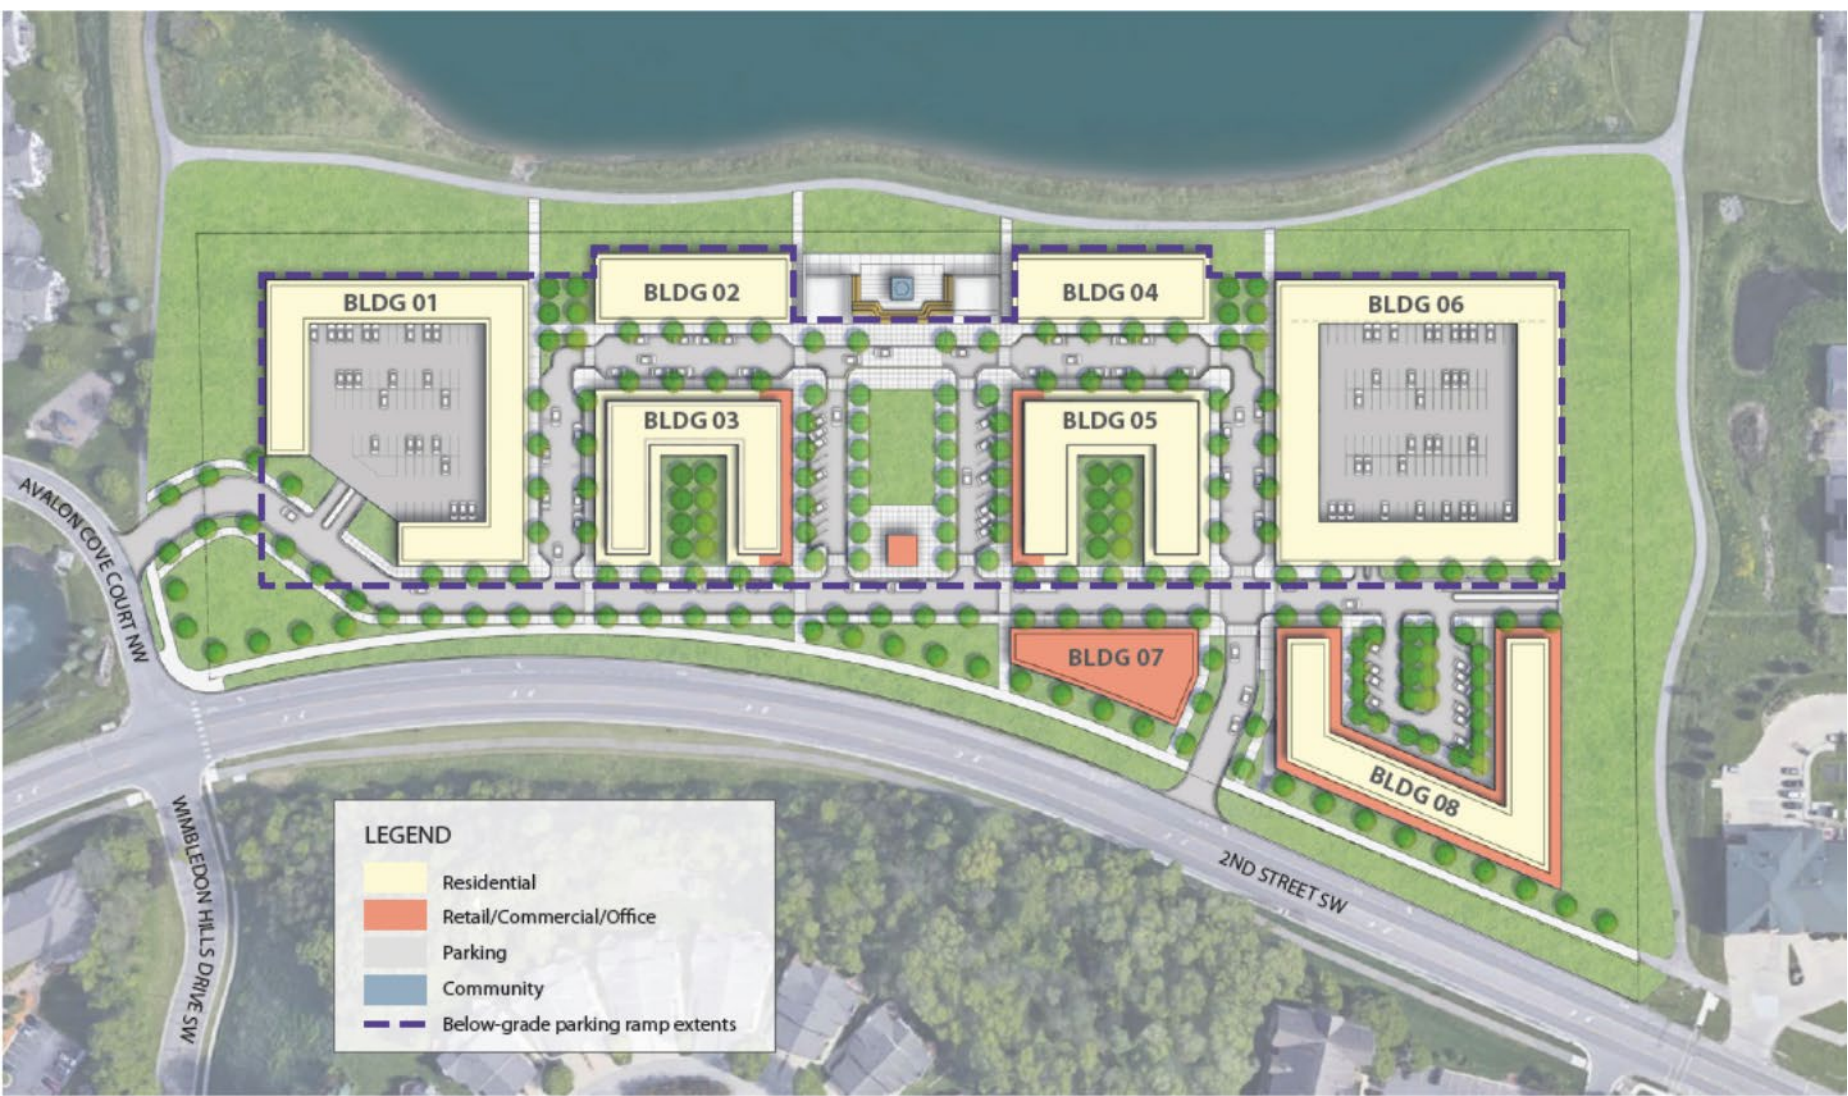 BLDG 01
BLDG 02
BLDG 04
BLDG 06
BLDG 03
BLDG 05
AVALON COVE COURT NW
BLDG 07
BLDG 08
2ND STREET SW
WIMBLEDON HILLS DRIVE SW
LEGEND
Residential
Retail/Commercial/Office
Parking
Community
Below-grade parking ramp extents